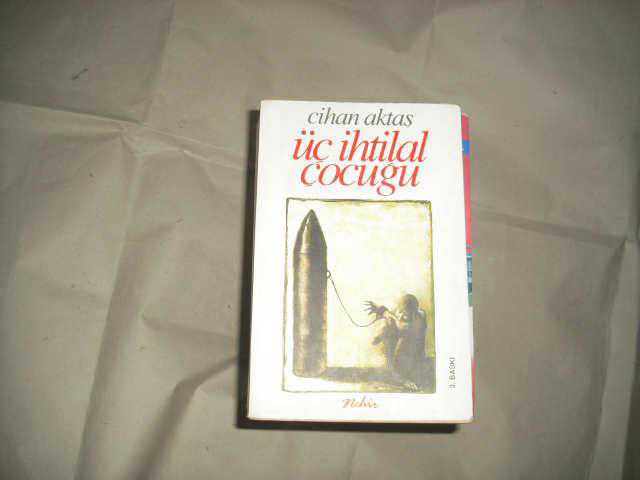 cihan aktas
üç ihtilal
çocuğu
3. BASKI
Nehir